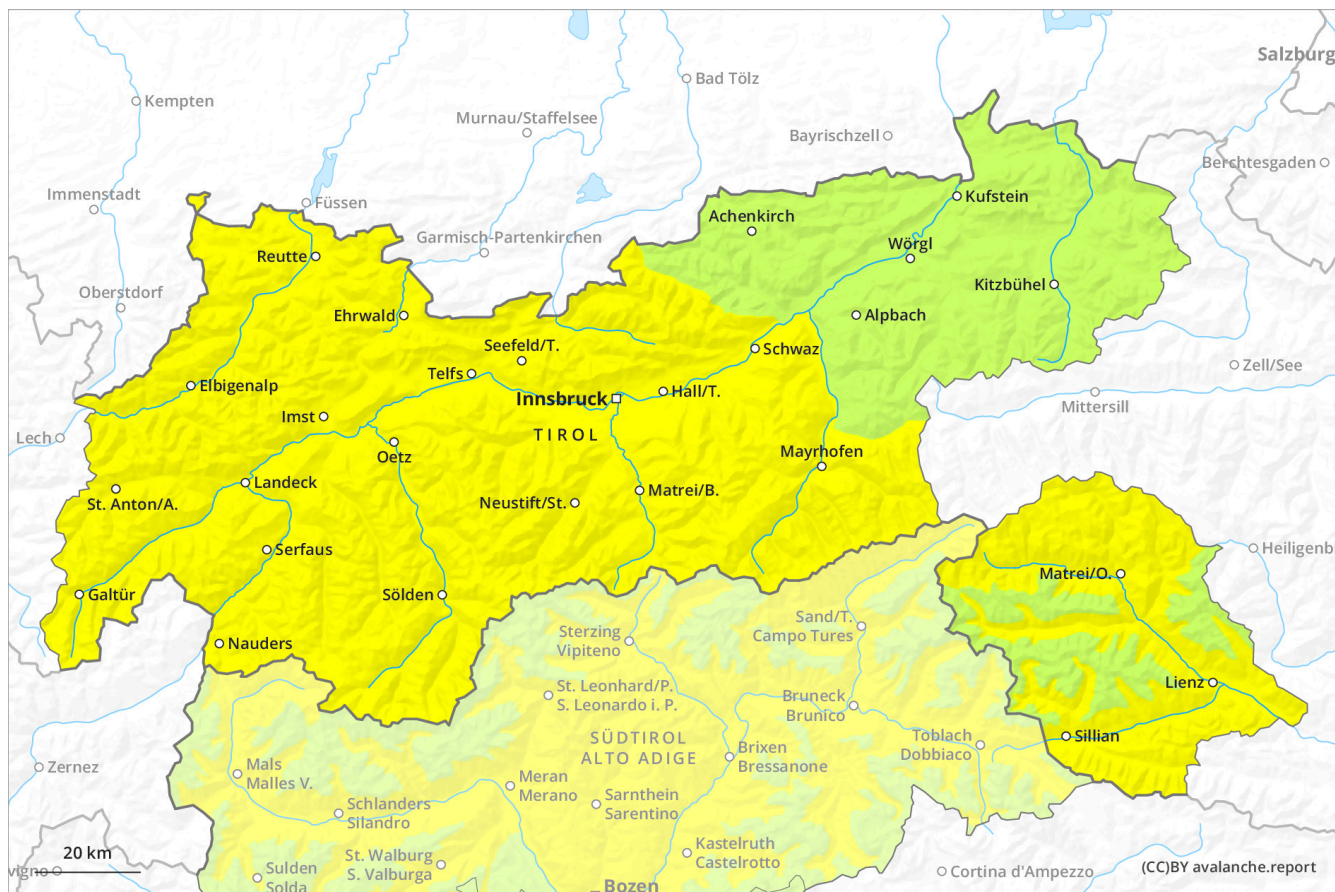 Salzburg
Bad Tölz
Kempten
Murnau/Staffelsee
Bayrischzell
Berchtesgaden
Immenstadt
Füssen
Kufstein
Achenkirch
Garmisch-Partenkirchen
Wörgl
Reutte
Oberstdorf
Kitzbühel
Ehrwald
Alpbach
Seefeld/T.
Schwaz
Zell/See
Telfs
Elbigenalp
Hall/T.
Innsbruck
Mittersill
Imst
TIROL
Lech
Oetz
Mayrhofen
Landeck
Matrei/B.
St. Anton/A.
Neustift/St.
Serfaus
Heiligenb
Matrei/O.
Galtür
Sölden
Sand/T.
Campo Tures
Sterzing
Vipiteno
Nauders
Lienz
St. Leonhard/P.
S. Leonardo i. P.
Bruneck
Brunico
SÜDTIROL
ALTO ADIGE
Toblach
Dobbiaco
Sillian
Brixen
Bressanone
Zernez
Mals
Malles V.
Meran
Merano
Sarnthein
Sarentino
Schlanders
Silandro
Kastelruth
Castelrotto
20 km
St. Walburg
S. Valburga
vigno
Sulden
Solda
Cortina d'Ampezzo
(CC)BY avalanche.report
Bozen